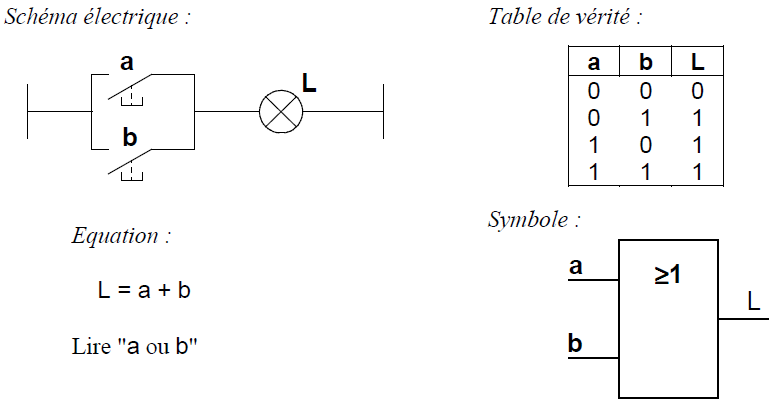 Schéma électrique :
a
L
b
Equation :
L = a + b
Lire "a ou b"
Table de vérité :
a b L
0 0 0
0 1 1
1 0 1
1 1 1
Symbole :
a
≥1
L
b